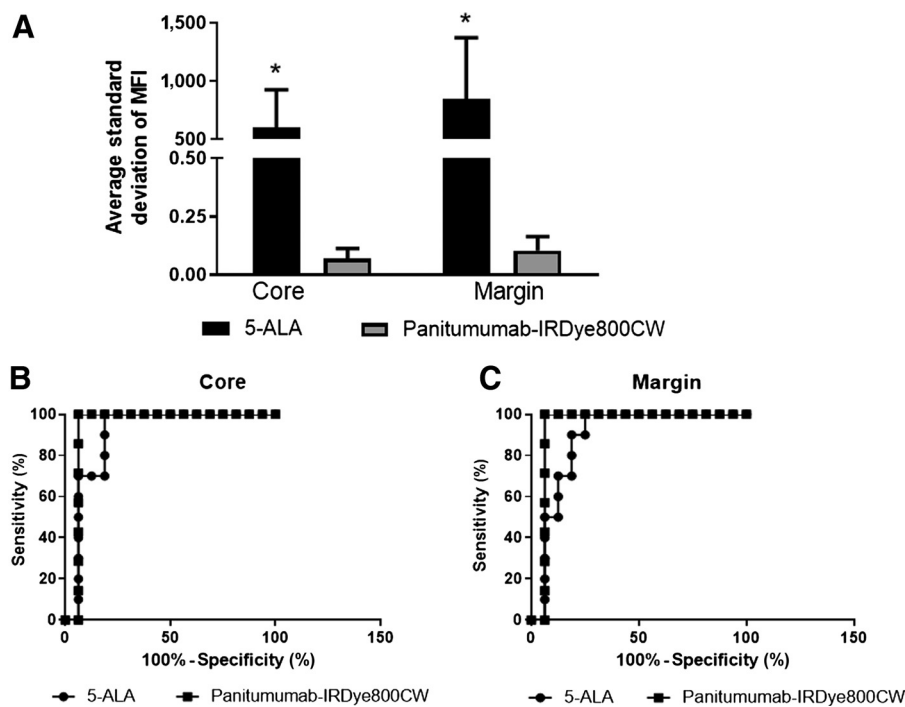 A
Average standard
deviation of MFI
1,500
1,000
500
0.50
0.25
0.00
*
*
Core
Margin
5-ALA
Panitumumab-IRDye800CW
B
Core
Sensitivity (%)
100
80
60
40
20
0
0
50
100
150
100% - Specificity (%)
5-ALA
Panitumumab-IRDye800CW
C
Margin
Sensitivity (%)
100
80
60
40
20
0
0
50
100
150
100% - Specificity (%)
5-ALA
Panitumumab-IRDye800CW